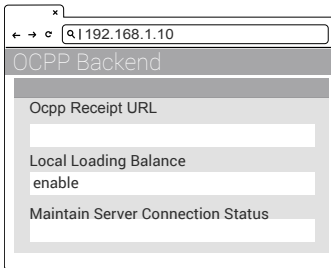 192.168.1.10
OCPP Backend
Ocpp Receipt URL
Local Loading Balance
enable
Maintain Server Connection Status